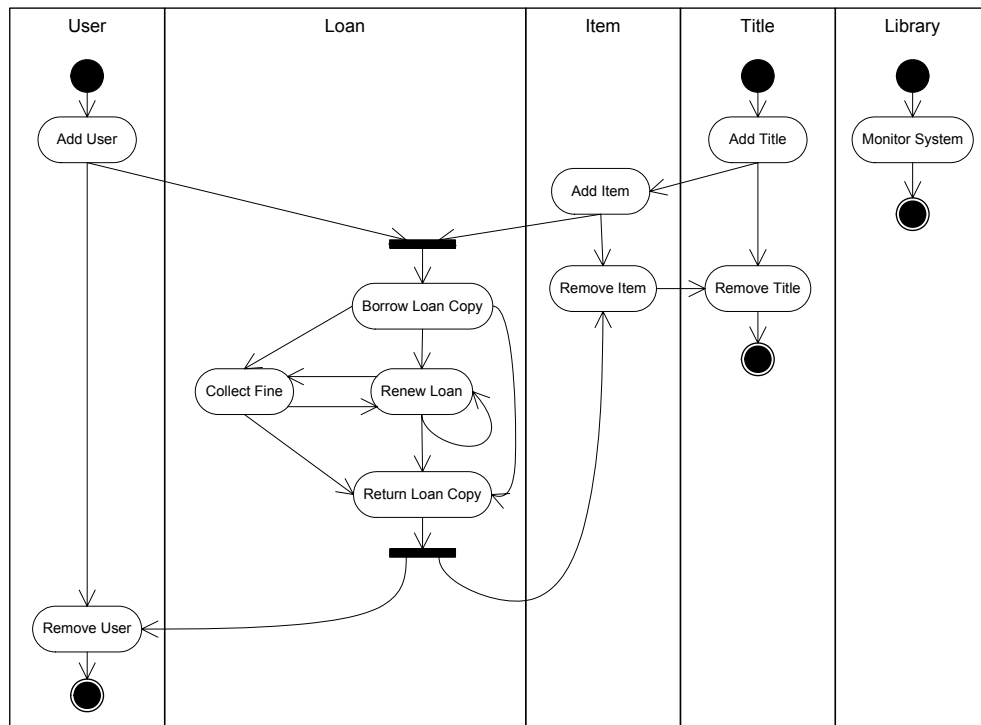 User
Loan
Item
Title
Library
Add User
Add Title
Monitor System
Add Item
Borrow Loan Copy
Remove Item
Remove Title
Collect Fine
Renew Loan
Return Loan Copy
Remove User